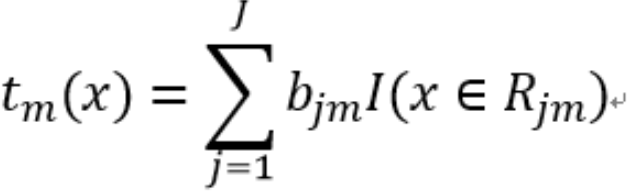 t_m(x) = \sum_{j=1}^{J} b_{jm} I(x \in R_{jm})↵